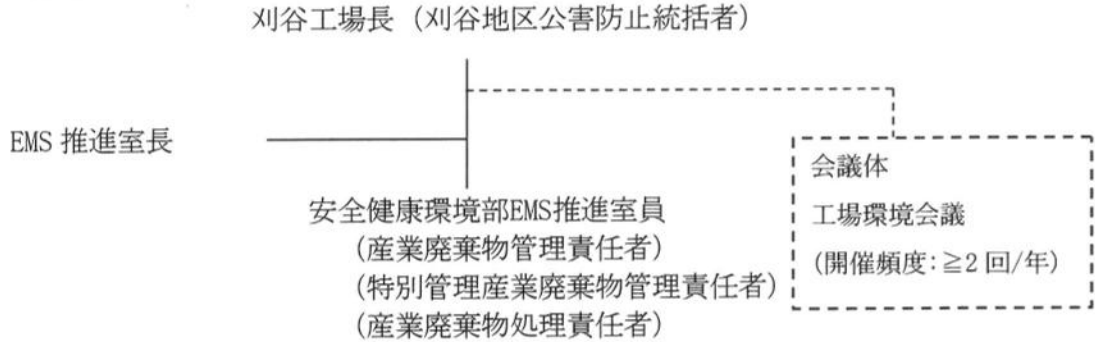 刈谷工場長（刈谷地区公害防止統括者）
EMS 推進室長
会議体
工場環境会議
(開催頻度:≧2 回/年)
安全健康環境部EMS推進室員
(産業廃棄物管理責任者)
(特別管理産業廃棄物管理責任者)
(産業廃棄物処理責任者)